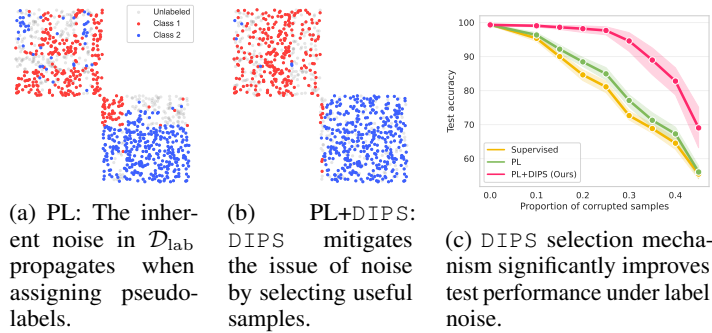 Unlabeled
Class 1
Class 2
100
90
80
70
60
Test accuracy
Supervised
PL
PL+DIPS (Ours)
0.0 0.1 0.2 0.3 0.4
Proportion of corrupted samples
(a) PL: The inher-
ent noise in D_lab
propagates when
assigning pseudo-
labels.
(b) PL+DIPS:
DIPS mitigates
the issue of noise
by selecting useful
samples.
(c) DIPS selection mecha-
nism significantly improves
test performance under label
noise.